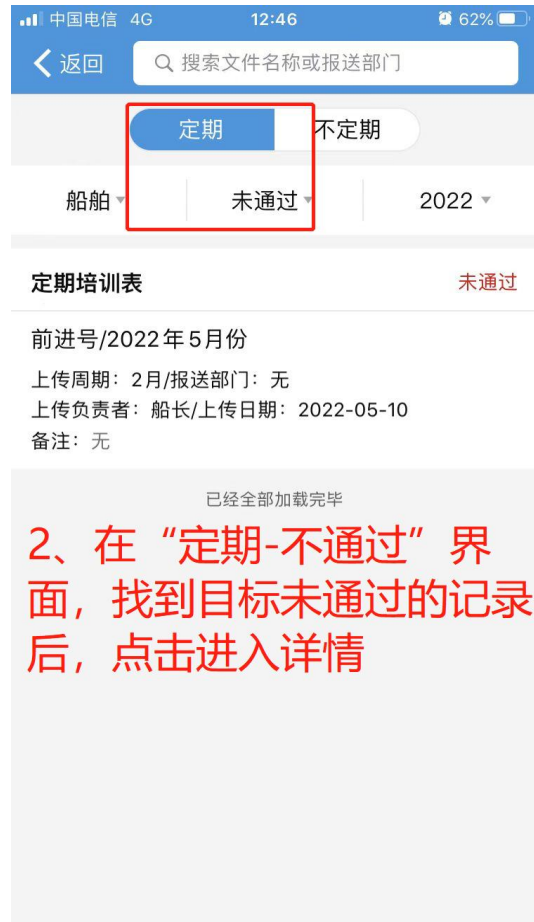 中国电信 4G 12:46 62%
返回 搜索文件名称或报送部门
定期 不定期
船舶 未通过 2022
定期培训表 未通过
前进号/2022年5月份
上传周期：2月/报送部门：无
上传负责者：船长/上传日期：2022-05-10
备注：无
已经全部加载完毕
2、在“定期-不通过”界
面，找到目标未通过的记录
后，点击进入详情